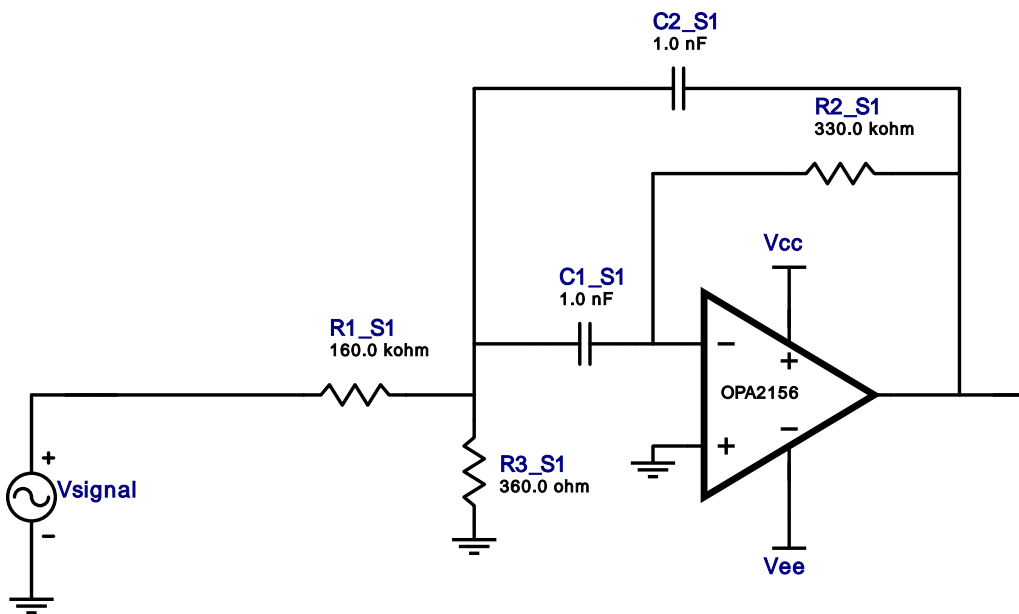 C2_S1
1.0 nF
R2_S1
330.0 kohm
Vcc
C1_S1
1.0 nF
R1_S1
160.0 kohm
−
+
OPA2156
−
+
+
R3_S1
360.0 ohm
Vsignal
−
Vee